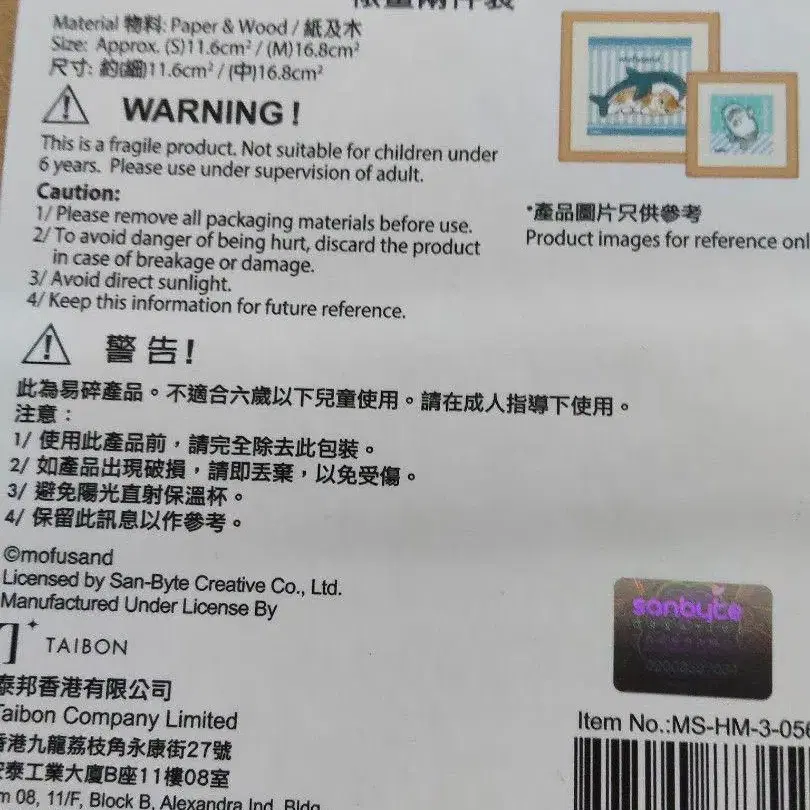 Material 物料: Paper & Wood / 紙及木
Size: Approx. (S)11.6cm² / (M)16.8cm²
尺寸: 約(細)11.6cm² / (中)16.8cm²
WARNING!
This is a fragile product. Not suitable for children under
6 years. Please use under supervision of adult.
Caution:
1/ Please remove all packaging materials before use.
2/ To avoid danger of being hurt, discard the product
in case of breakage or damage.
3/ Avoid direct sunlight.
4/ Keep this information for future reference.
mofusand
*產品圖片只供參考
Product images for reference onl
警告!
此為易碎產品。不適合六歲以下兒童使用。請在成人指導下使用。
注意:
1/ 使用此產品前,請完全除去此包裝。
2/ 如產品出現破損,請即丟棄,以免受傷。
3/ 避免陽光直射保溫杯。
4/ 保留此訊息以作參考。
©mofusand
Licensed by San-Byte Creative Co., Ltd.
Manufactured Under License By
TAIBON
泰邦香港有限公司
Taibon Company Limited
香港九龍荔枝角永康街27號
安泰工業大廈B座11樓08室
m 08, 11/F, Block B, Alexandra Ind. Bldg
sanbyte
Item No.:MS-HM-3-056